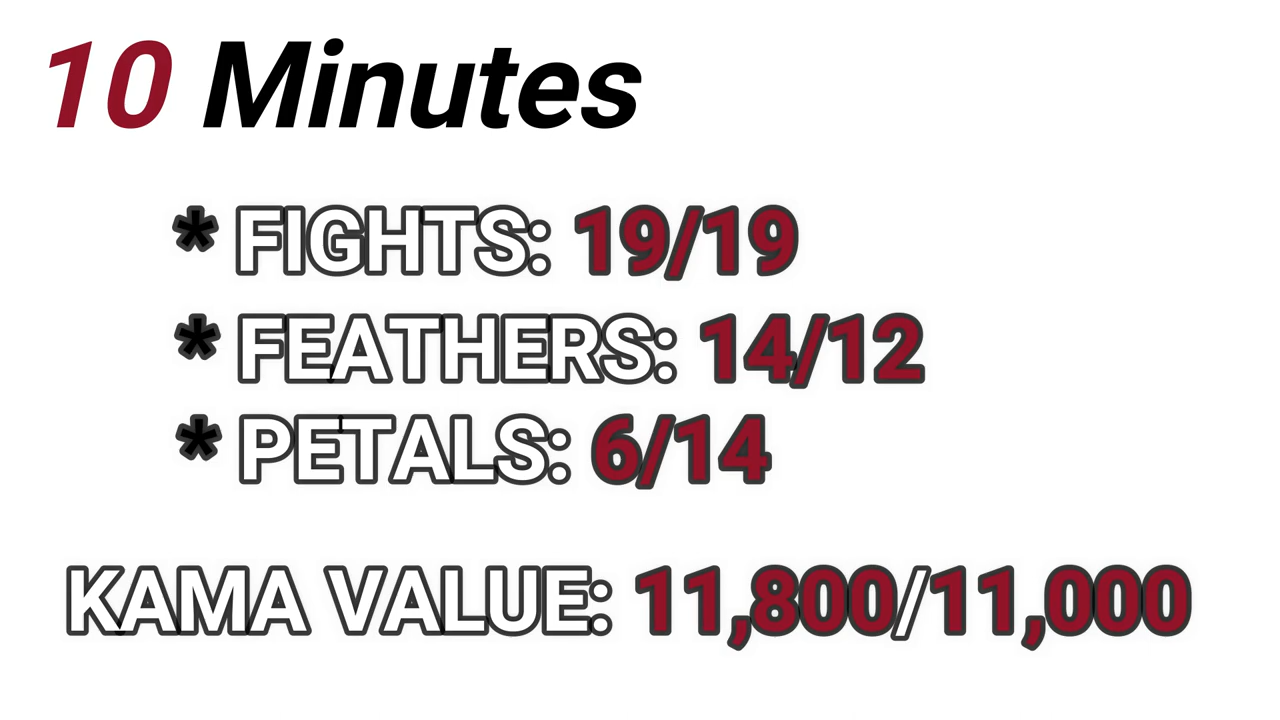 10 Minutes
* FIGHTS: 19/19
* FEATHERS: 14/12
* PETALS: 6/14
KAMA VALUE: 11,800/11,000